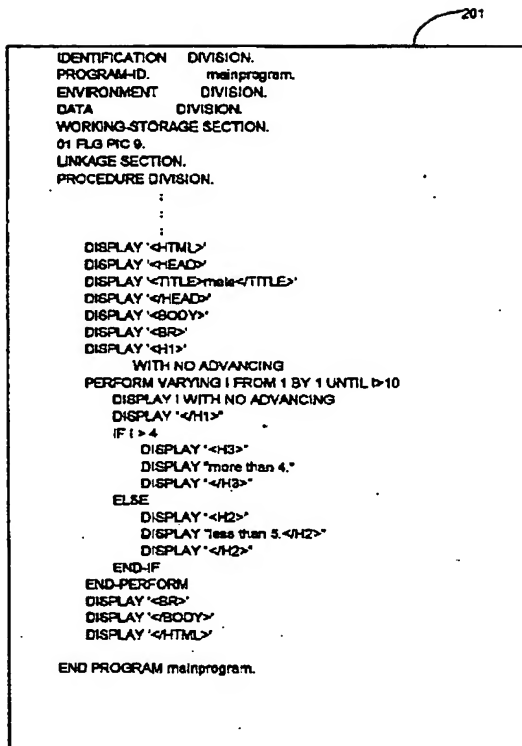 201
IDENTIFICATION DIVISION.
PROGRAM-ID. mainprogram.
ENVIRONMENT DIVISION.
DATA DIVISION.
WORKING-STORAGE SECTION.
01 FLG PIC 9.
LINKAGE SECTION.
PROCEDURE DIVISION.
:
:
:
DISPLAY '<HTML>'
DISPLAY '<HEAD>'
DISPLAY '<TITLE>male</TITLE>'
DISPLAY '</HEAD>'
DISPLAY '<BODY>'
DISPLAY '<BR>'
DISPLAY '<H1>'
WITH NO ADVANCING
PERFORM VARYING I FROM 1 BY 1 UNTIL I>10
DISPLAY I WITH NO ADVANCING
DISPLAY "</H1>"
IF I > 4
DISPLAY "<H3>"
DISPLAY "more than 4."
DISPLAY "</H3>"
ELSE
DISPLAY "<H2>"
DISPLAY "less than 5.</H2>"
DISPLAY "</H2>"
END-IF
END-PERFORM
DISPLAY '<BR>'
DISPLAY '</BODY>'
DISPLAY '</HTML>'
END PROGRAM mainprogram.